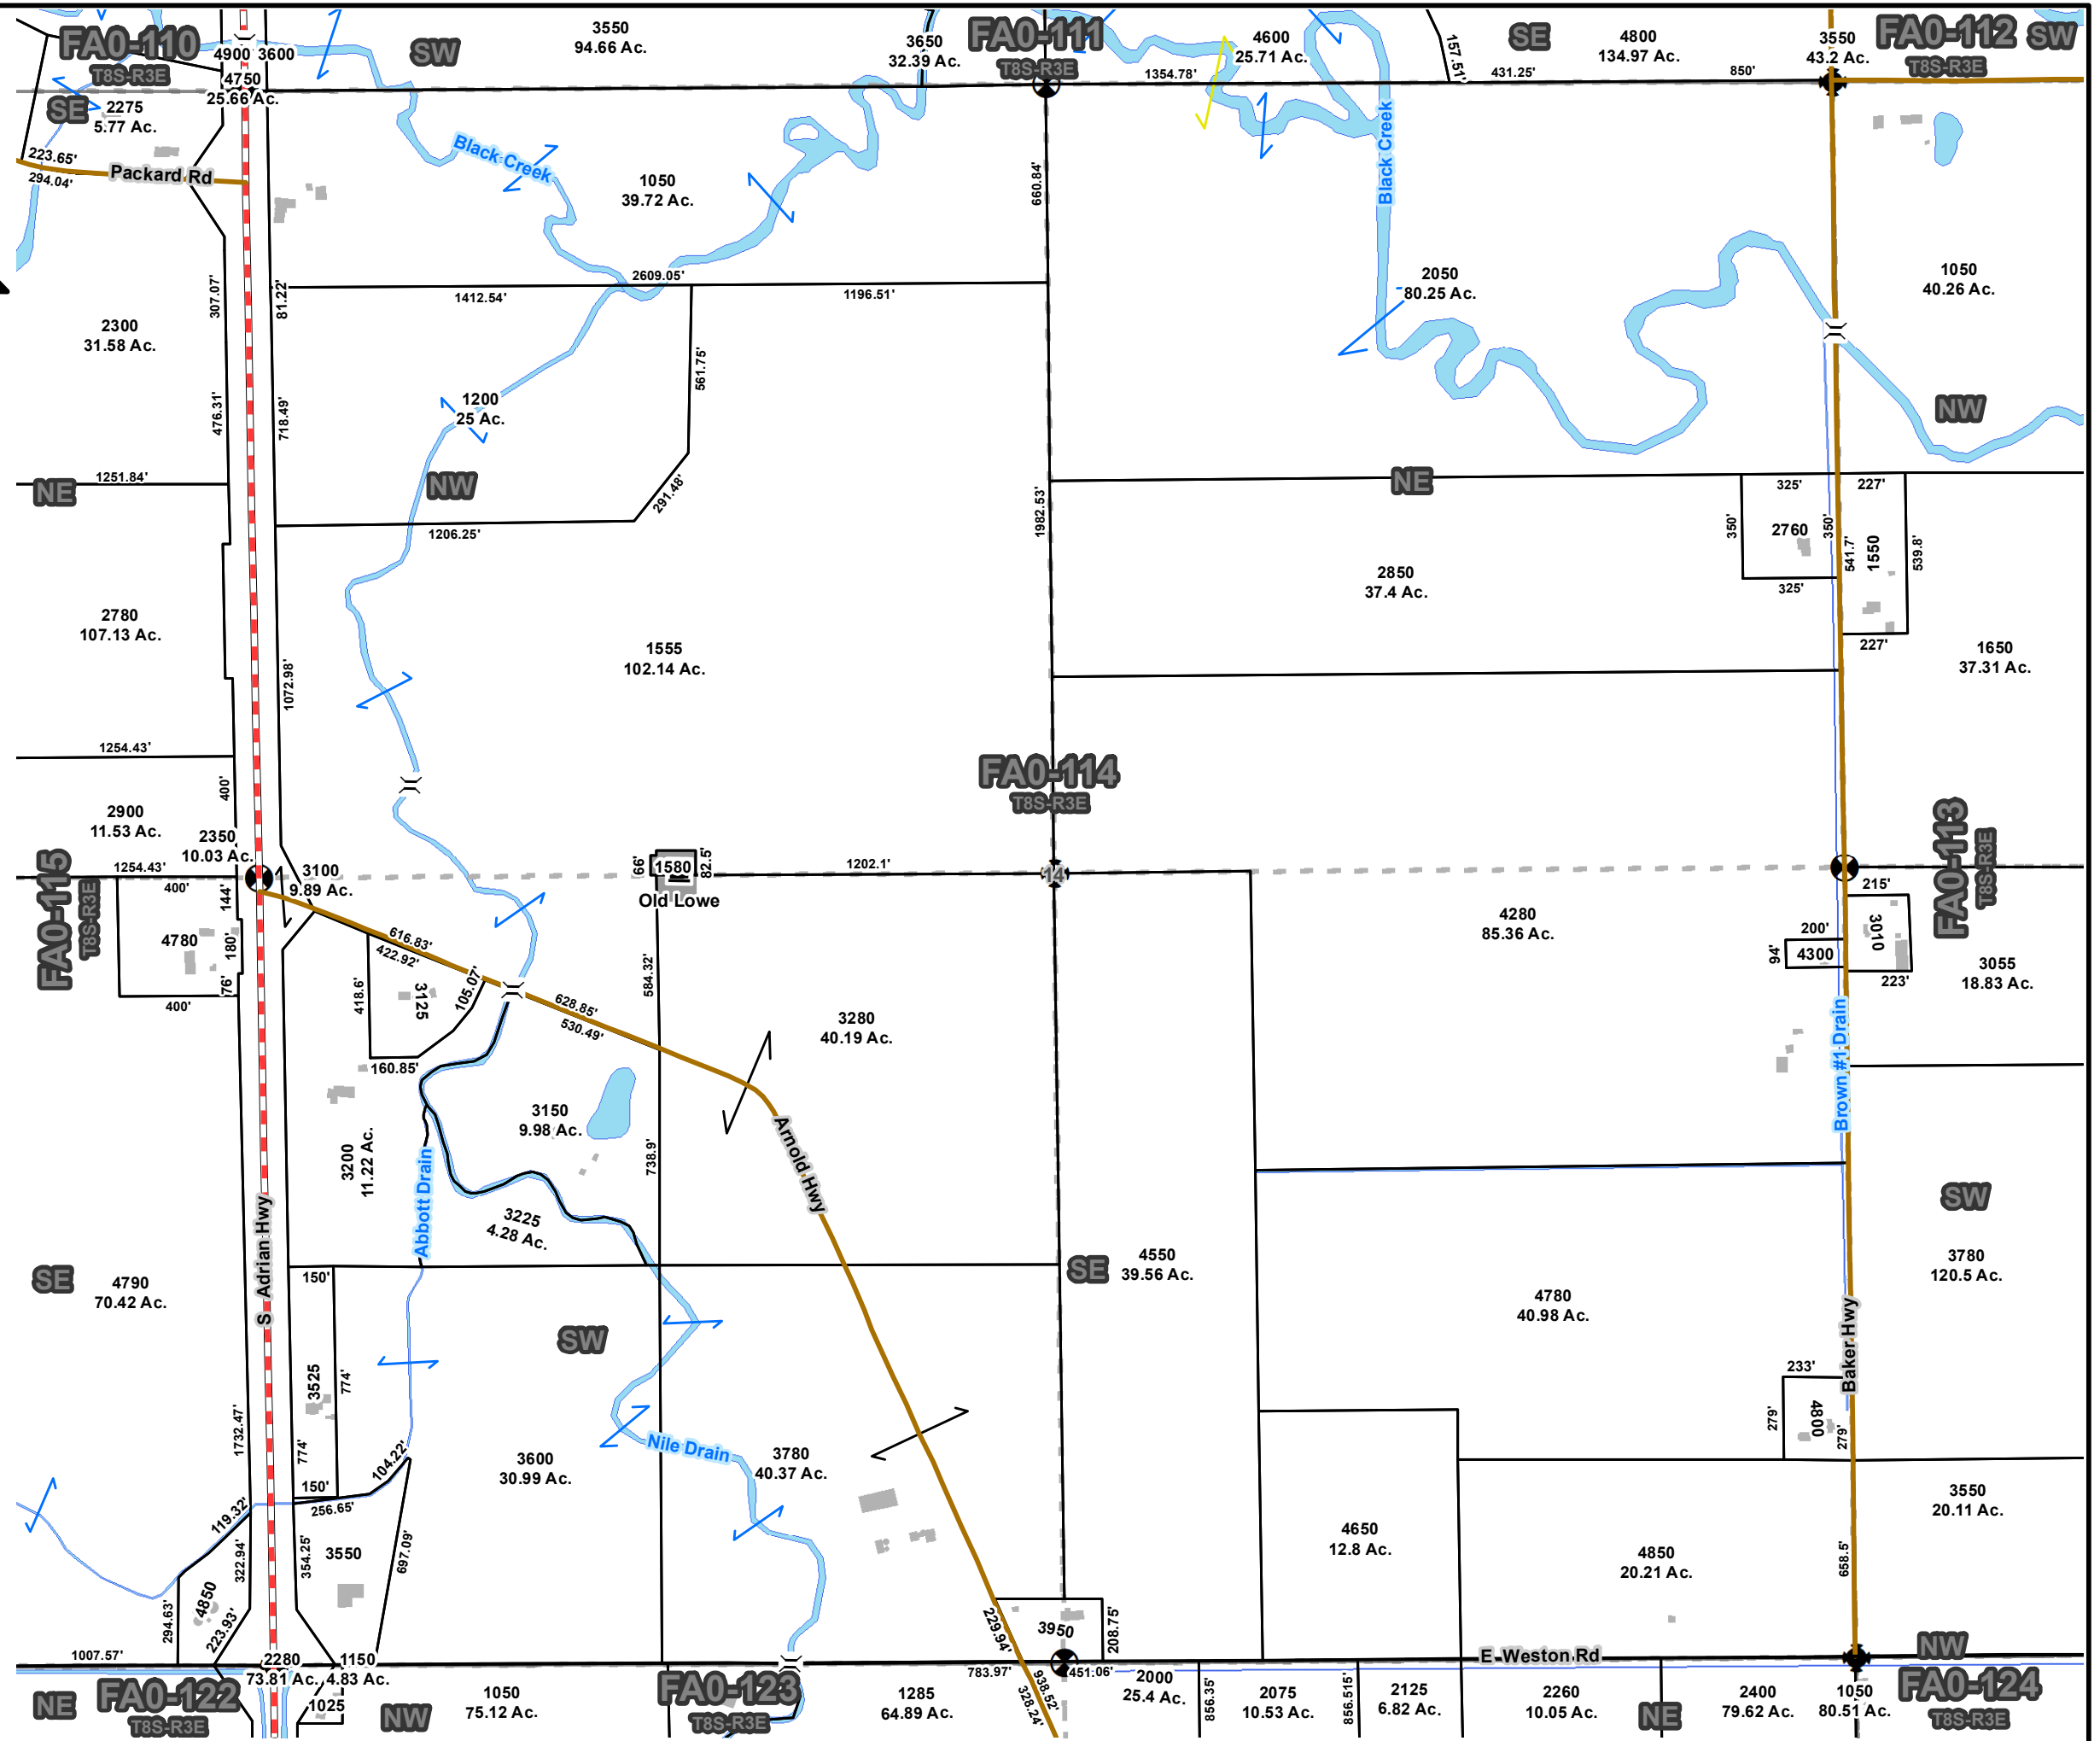 FA0-110
T8S-R3E
4900
3600
SW
3550
94.66 Ac.
3650
32.39 Ac.
FA0-111
T8S-R3E
4600
25.71 Ac.
157.51'
SE
4800
134.97 Ac.
3550
43.2 Ac.
FA0-112
T8S-R3E
SW
4750
25.66 Ac.
1354.78'
431.25'
850'
SE
2275
5.77 Ac.
223.65'
294.04'
Packard Rd
Black Creek
1050
39.72 Ac.
660.84'
Black Creek
2050
80.25 Ac.
1050
40.26 Ac.
307.07'
81.22'
2609.05'
1412.54'
1196.51'
2300
31.58 Ac.
561.75'
476.31'
718.49'
1200
25 Ac.
NW
NW
NE
1251.84'
291.48'
1206.25'
1982.53'
NE
325'
227'
350'
2760
350'
541.7'
1550
539.8'
325'
227'
2850
37.4 Ac.
2780
107.13 Ac.
1072.98'
1555
102.14 Ac.
1650
37.31 Ac.
1254.43'
400'
FA0-114
T8S-R3E
2900
11.53 Ac.
2350
10.03 Ac.
1254.43'
400'
144'
3100
9.89 Ac.
66'
1580
82.5'
Old Lowe
1202.1'
14
FA0-115
T8S-R3E
FA0-113
T8S-R3E
4780
180'
76'
400'
616.83'
422.92'
418.6'
3125
105.07'
160.85'
628.85'
530.49'
584.32'
3280
40.19 Ac.
4280
85.36 Ac.
215'
3010
200'
94'
4300
223'
3055
18.83 Ac.
Brown #1 Drain
3150
9.98 Ac.
738.9'
Arnold Hwy
3200
11.22 Ac.
Abbott Drain
3225
4.28 Ac.
S Adrian Hwy
SW
SE
4790
70.42 Ac.
150'
SE
4550
39.56 Ac.
3780
120.5 Ac.
4780
40.98 Ac.
Baker Hwy
SW
3525
774'
774'
1732.47'
233'
279'
4800
279'
104.22'
150'
256.65'
119.32'
3600
30.99 Ac.
Nile Drain
3780
40.37 Ac.
3550
20.11 Ac.
322.94'
354.25'
3550
697.09'
4650
12.8 Ac.
4850
20.21 Ac.
658.5'
294.63'
4850
223.93'
229.94'
3950
208.75'
E Weston Rd
NW
1007.57'
2280
73.81 Ac.
1150
4.83 Ac.
783.97'
451.06'
938.52'
328.24'
NE
FA0-122
T8S-R3E
1025
NW
1050
75.12 Ac.
FA0-123
T8S-R3E
1285
64.89 Ac.
2000
25.4 Ac.
856.35'
2075
10.53 Ac.
856.515'
2125
6.82 Ac.
2260
10.05 Ac.
NE
2400
79.62 Ac.
1050
80.51 Ac.
FA0-124
T8S-R3E